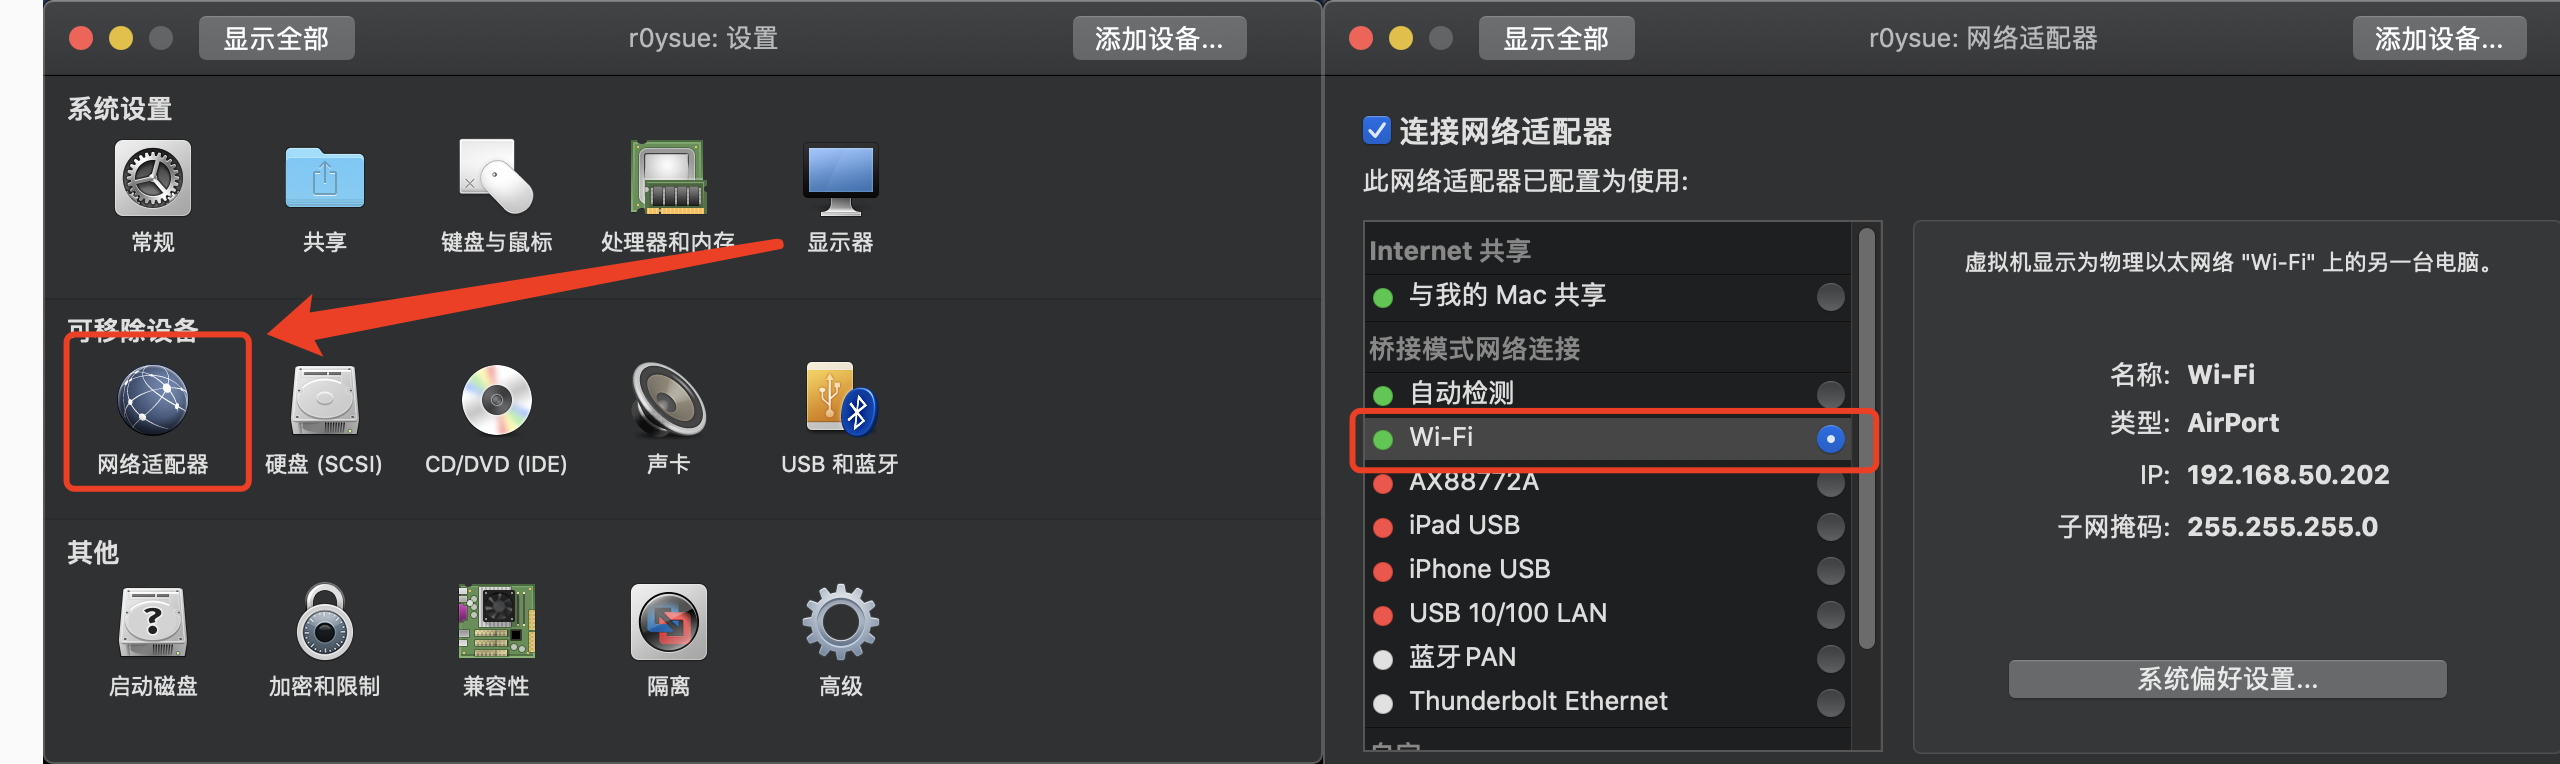 显示全部
r0ysue: 设置
添加设备...
系统设置
常规
共享
键盘与鼠标
处理器和内存
显示器
可移除设备
网络适配器
硬盘 (SCSI)
CD/DVD (IDE)
声卡
USB 和蓝牙
其他
启动磁盘
加密和限制
兼容性
隔离
高级
显示全部
r0ysue: 网络适配器
添加设备...
连接网络适配器
此网络适配器已配置为使用:
Internet 共享
与我的 Mac 共享
桥接模式网络连接
自动检测
Wi-Fi
AX88772A
iPad USB
iPhone USB
USB 10/100 LAN
蓝牙PAN
Thunderbolt Ethernet
虚拟机显示为物理以太网络 "Wi-Fi" 上的另一台电脑。
名称: Wi-Fi
类型: AirPort
IP: 192.168.50.202
子网掩码: 255.255.255.0
系统偏好设置...